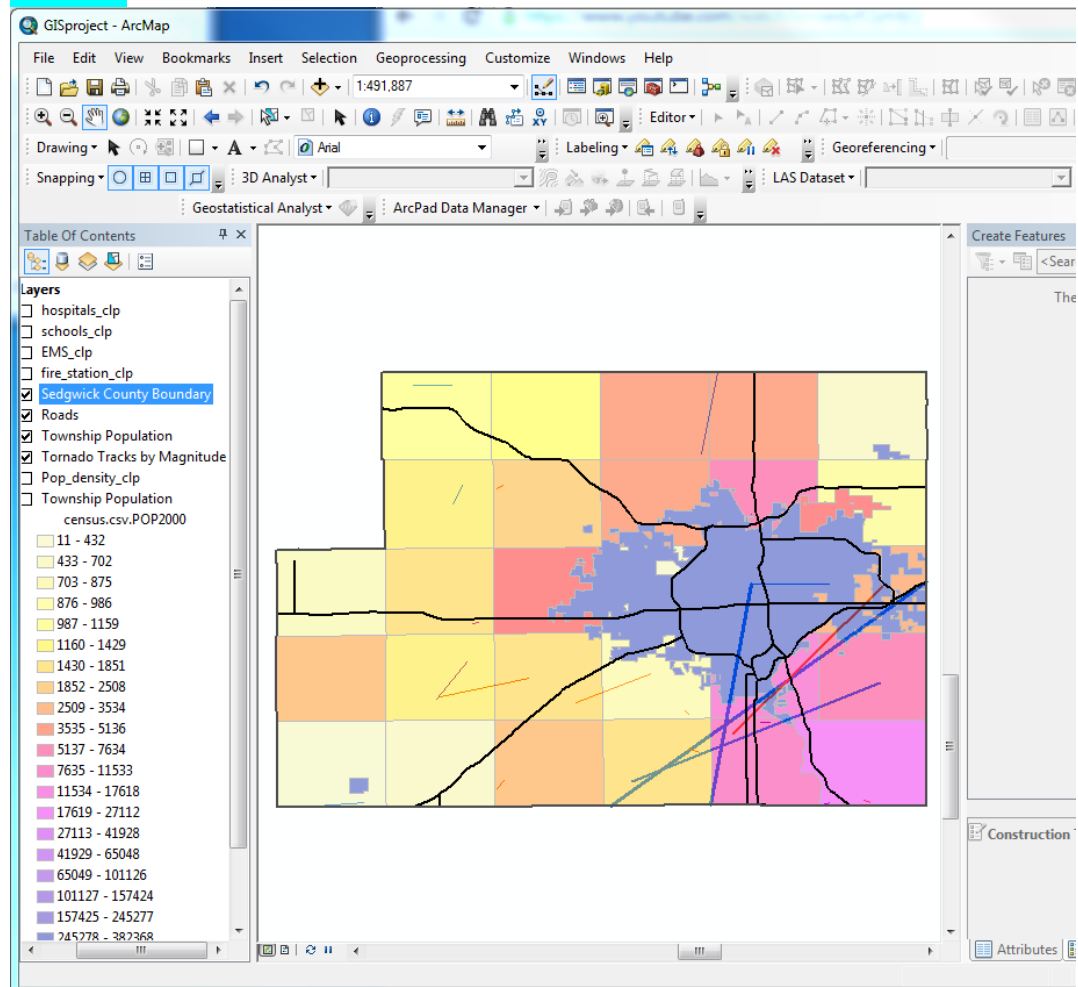 GISproject - ArcMap
File Edit View Bookmarks Insert Selection Geoprocessing Customize Windows Help
1:491,887
Editor
Drawing A Arial Labeling Georeferencing
Snapping 3D Analyst LAS Dataset
Geostatistical Analyst ArcPad Data Manager
Table Of Contents
Create Features
<Sear
The
Layers
hospitals_clp
schools_clp
EMS_clp
fire_station_clp
Sedgwick County Boundary
Roads
Township Population
Tornado Tracks by Magnitude
Pop_density_clp
Township Population
census.csv.POP2000
11 - 432
433 - 702
703 - 875
876 - 986
987 - 1159
1160 - 1429
1430 - 1851
1852 - 2508
2509 - 3534
3535 - 5136
5137 - 7634
7635 - 11533
11534 - 17618
17619 - 27112
27113 - 41928
41929 - 65048
65049 - 101126
101127 - 157424
157425 - 245277
245278 - 382368
Construction
Attributes